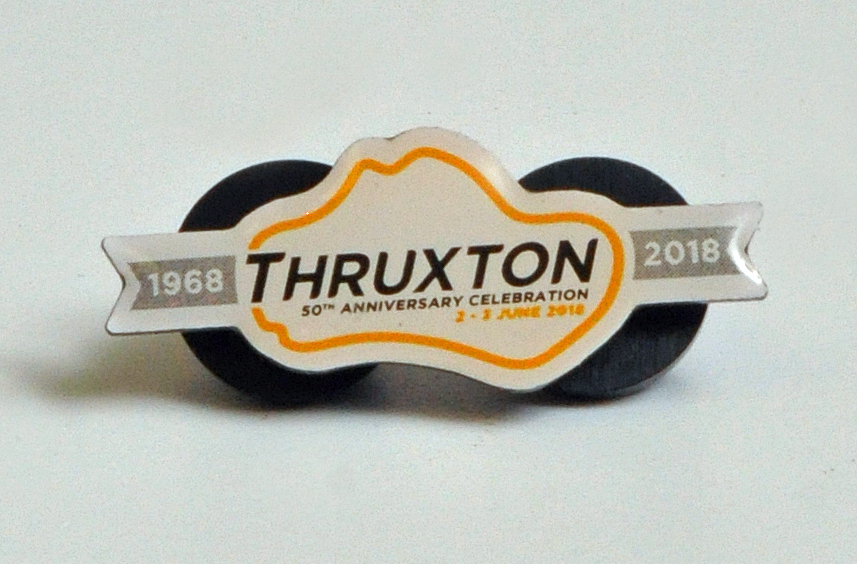 1968
THRUXTON
50TH ANNIVERSARY CELEBRATION
2 - 3 JUNE 2018
2018